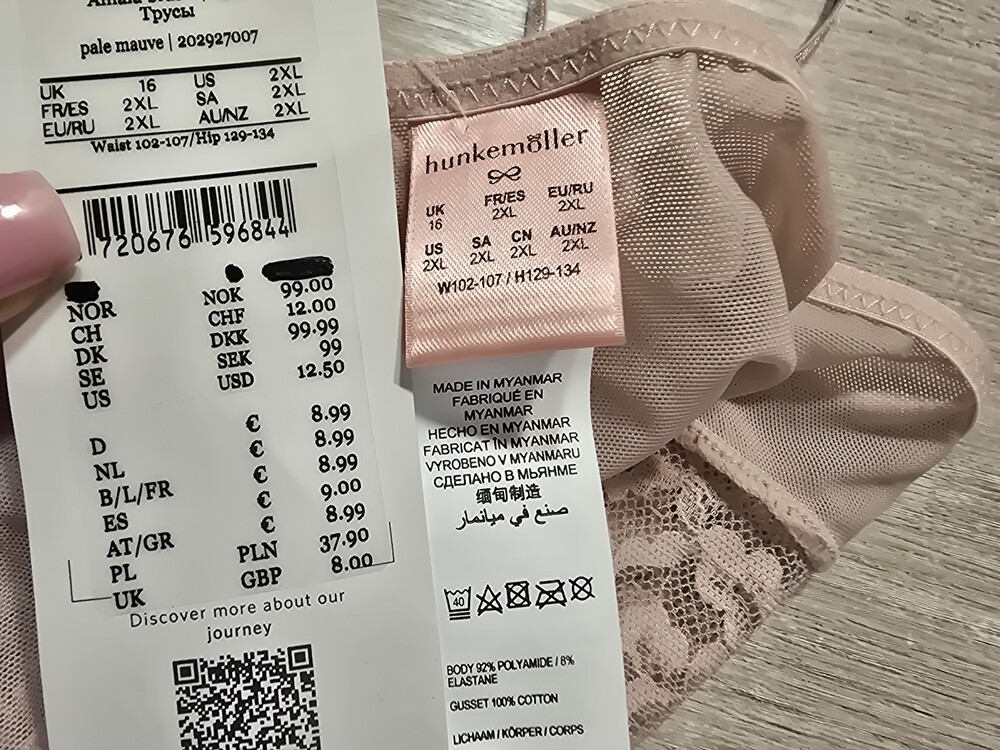 Трусы
pale mauve | 202927007
UK 16 US 2XL
FR/ES 2XL SA 2XL
EU/RU 2XL AU/NZ 2XL
Waist 102-107/Hip 129-134
720676 596844
NOR NOK 99.00
CH CHF 12.00
DK DKK 99.99
SE SEK 99
US USD 12.50
D € 8.99
NL € 8.99
B/L/FR € 8.99
ES € 9.00
AT/GR € 8.99
PL PLN 37.90
UK GBP 8.00
Discover more about our
journey
hunkemöller
UK FR/ES EU/RU
16 2XL 2XL
US SA CN AU/NZ
2XL 2XL 2XL 2XL
W102-107 / H129-134
MADE IN MYANMAR
FABRIQUÉ EN
MYANMAR
HECHO EN MYANMAR
FABRICAT ÎN MYANMAR
VYROBENO V MYANMARU
СДЕЛАНО В МЬЯНМЕ
缅甸制造
صنع في ميانمار
40
BODY 92% POLYAMIDE / 8%
ELASTANE
GUSSET 100% COTTON
LICHAAM / KÖRPER / CORPS